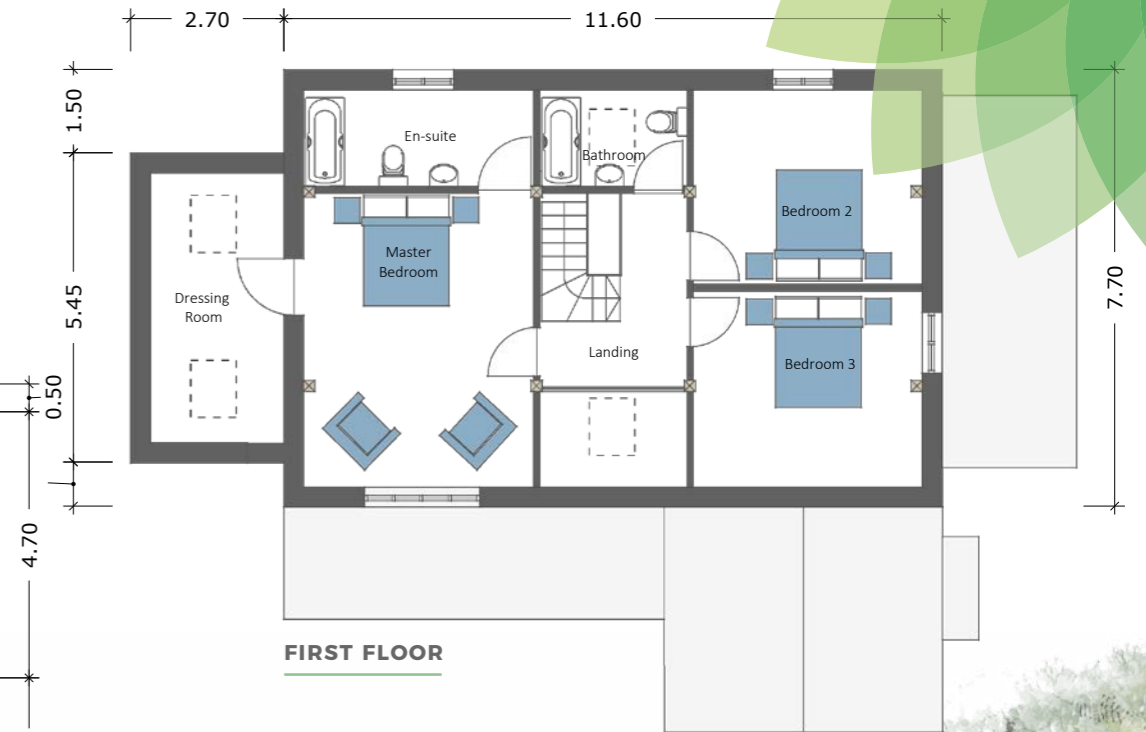 2.70
11.60
1.50
En-suite
Bathroom
Bedroom 2
Master
Bedroom
Dressing
Room
5.45
7.70
Landing
Bedroom 3
0.50
4.70
FIRST FLOOR